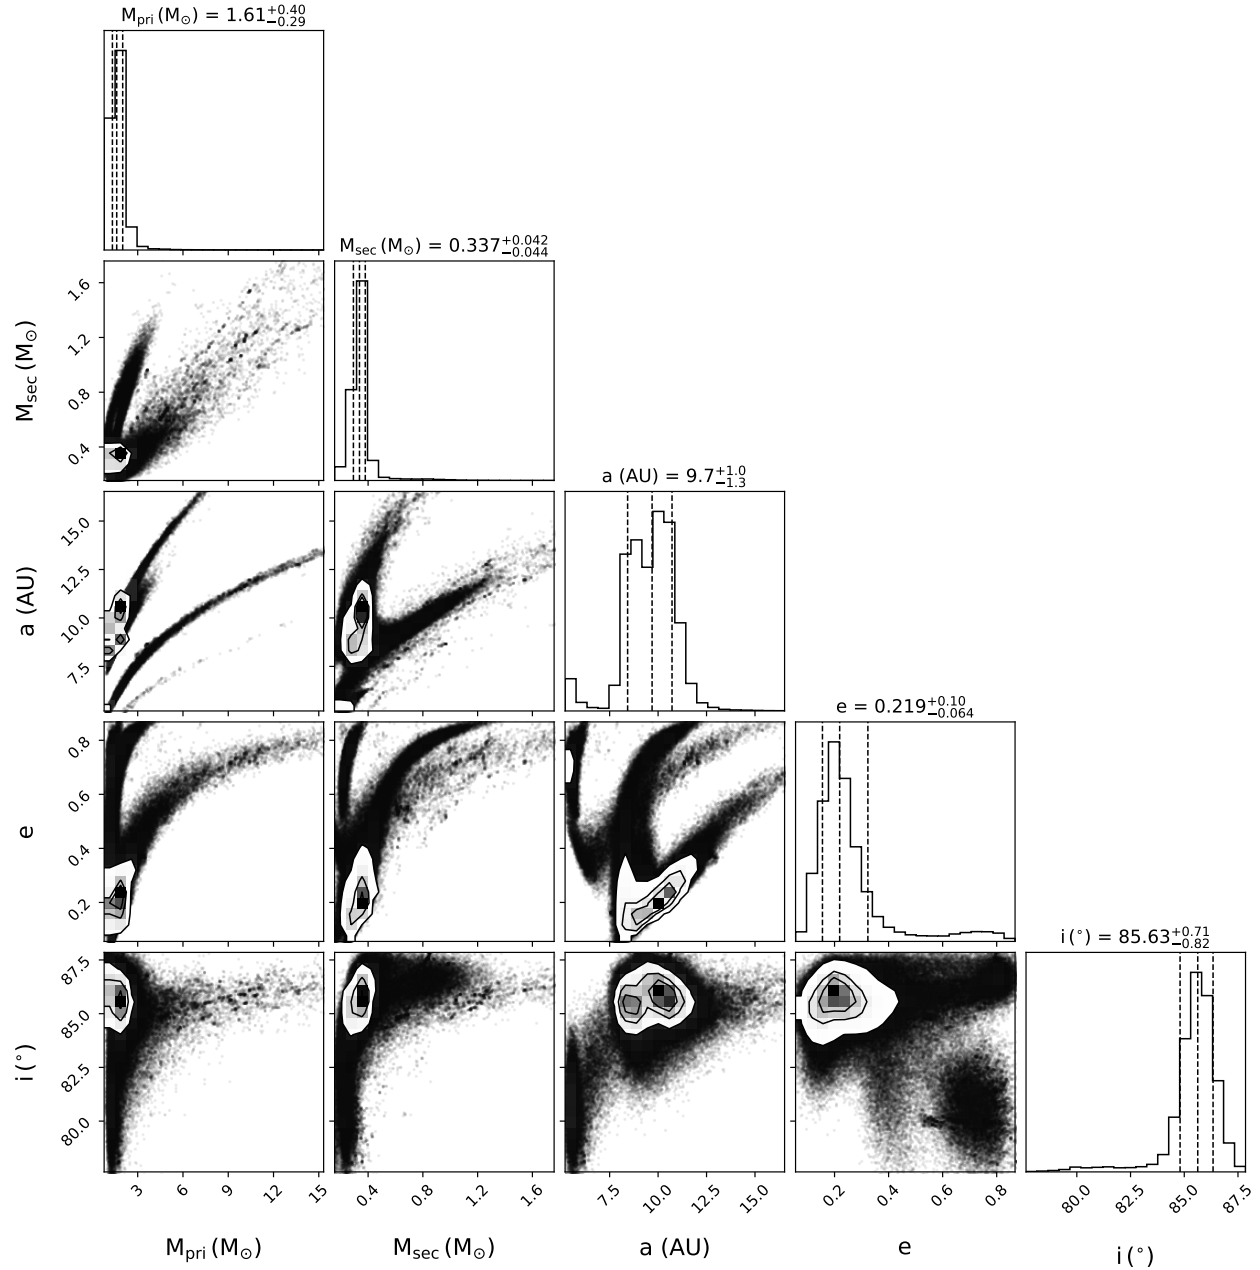 M_pri (M_⊙) = 1.61^{+0.40}_{−0.29}
M_sec (M_⊙) = 0.337^{+0.042}_{−0.044}
M_sec (M_⊙)
1.6
1.2
0.8
0.4
a (AU) = 9.7^{+1.0}_{−1.3}
a (AU)
15.0
12.5
10.0
7.5
e = 0.219^{+0.10}_{−0.064}
e
0.8
0.6
0.4
0.2
i (°) = 85.63^{+0.71}_{−0.82}
i (°)
87.5
85.0
82.5
80.0
3 6 9 12 15 0.4 0.8 1.2 1.6 7.5 10.0 12.5 15.0 0.2 0.4 0.6 0.8 80.0 82.5 85.0 87.5
M_pri (M_⊙) M_sec (M_⊙) a (AU) e i (°)